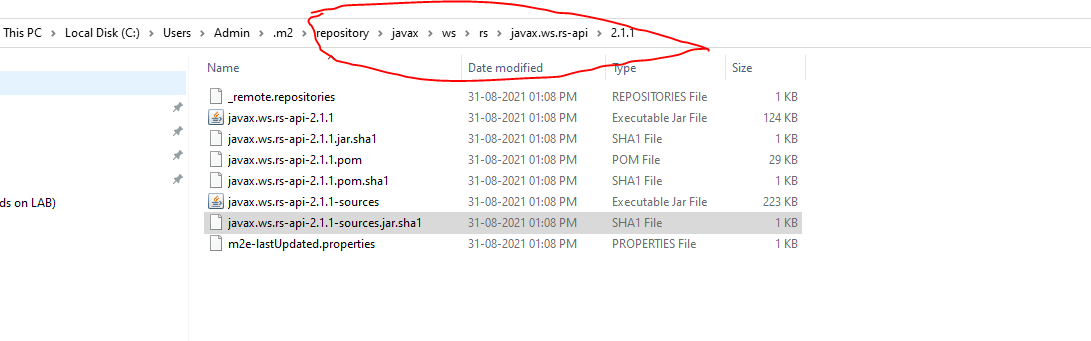 This PC > Local Disk (C:) > Users > Admin > .m2 > repository > javax > ws > rs > javax.ws.rs-api > 2.1.1
Name Date modified Type Size
_remote.repositories 31-08-2021 01:08 PM REPOSITORIES File 1 KB
javax.ws.rs-api-2.1.1 31-08-2021 01:08 PM Executable Jar File 124 KB
javax.ws.rs-api-2.1.1.jar.sha1 31-08-2021 01:08 PM SHA1 File 1 KB
javax.ws.rs-api-2.1.1.pom 31-08-2021 01:08 PM POM File 29 KB
javax.ws.rs-api-2.1.1.pom.sha1 31-08-2021 01:08 PM SHA1 File 1 KB
ds on LAB) javax.ws.rs-api-2.1.1-sources 31-08-2021 01:08 PM Executable Jar File 223 KB
javax.ws.rs-api-2.1.1-sources.jar.sha1 31-08-2021 01:08 PM SHA1 File 1 KB
m2e-lastUpdated.properties 31-08-2021 01:08 PM PROPERTIES File 1 KB